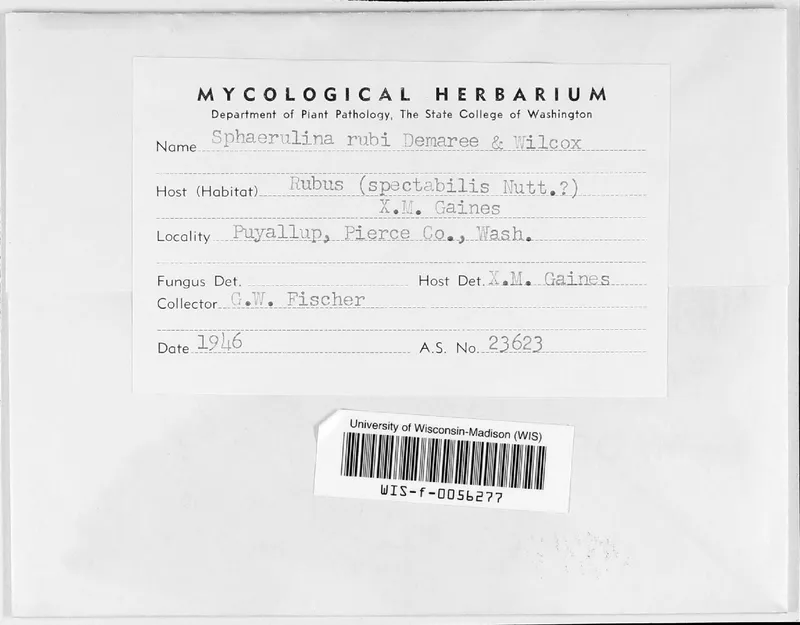 MYCOLOGICAL HERBARIUM
Department of Plant Pathology, The State College of Washington
Name Sphaerulina rubi Demaree & Wilcox
Host (Habitat) Rubus (spectabilis Nutt.?)
X.M. Gaines
Locality Puyallup, Pierce Co., Wash.
Fungus Det. Host Det. X.M. Gaines
Collector G.W. Fischer
Date 1946 A.S. No. 23623
University of Wisconsin-Madison (WIS)
WIS-f-0056277